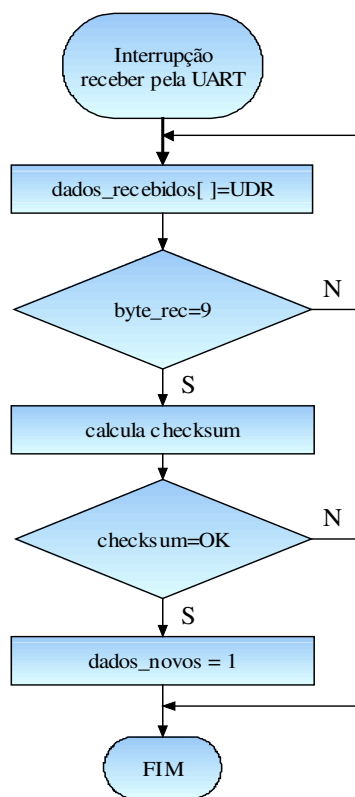 Interrupção
receber pela UART
dados_recebidos[ ]=UDR
byte_rec=9
N
S
calcula checksum
checksum=OK
N
S
dados_novos = 1
FIM